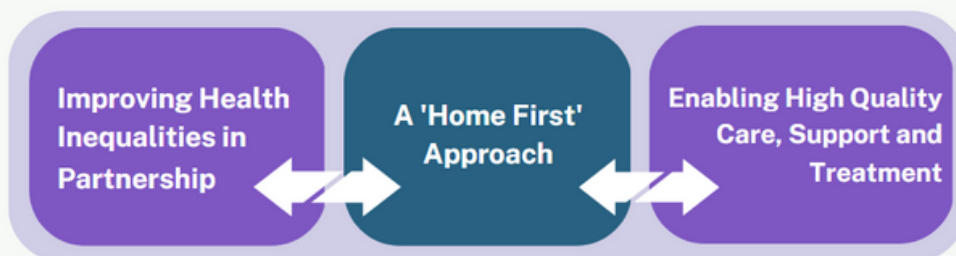 Improving Health
Inequalities in
Partnership
A 'Home First'
Approach
Enabling High Quality
Care, Support and
Treatment